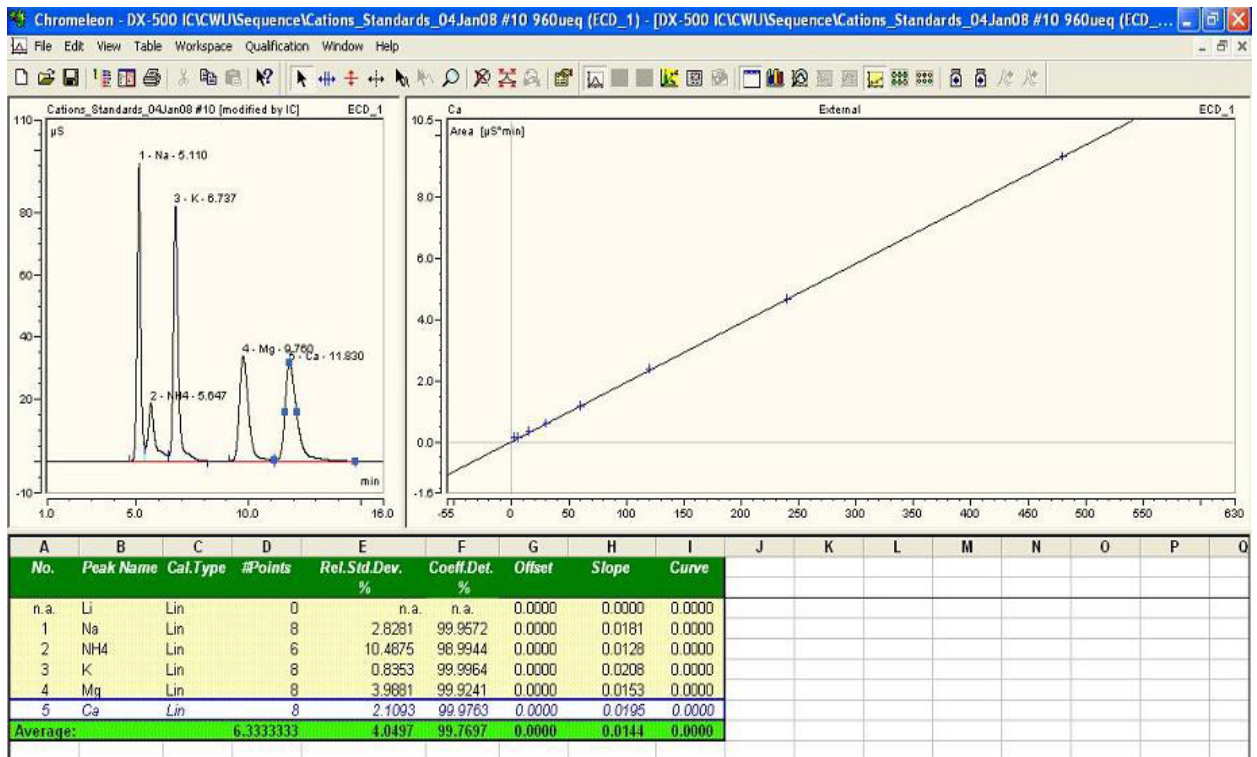 Chromeleon - DX-500 IC\CWU\Sequence\Cations_Standards_04Jan08 #10 960ueq (ECD_1) - [DX-500 IC\CWU\Sequence\Cations_Standards_04Jan08 #10 960ueq (ECD_...
File Edit View Table Workspace Qualification Window Help
Cations_Standards_04Jan08 #10 [modified by IC] ECD_1
110
µS
1 - Na - 5.110
3 - K - 6.737
80
60
40
4 - Mg - 9.760
5 - Ca - 11.830
20
2 - NH4 - 5.647
min
-10
1.0 5.0 10.0 16.0
Ca External ECD_1
10.5
Area [µS*min]
8.0
6.0
4.0
2.0
0.0
-1.6
-55 0 50 100 150 200 250 300 350 400 450 500 550 630
A B C D E F G H I J K L M N O P Q
No. Peak Name Cal.Type #Points Rel.Std.Dev. Coeff.Det. Offset Slope Curve
% %
n.a. Li Lin 0 n.a. n.a. 0.0000 0.0000 0.0000
1 Na Lin 8 2.8281 99.9572 0.0000 0.0181 0.0000
2 NH4 Lin 6 10.4875 98.9944 0.0000 0.0128 0.0000
3 K Lin 8 0.8353 99.9964 0.0000 0.0208 0.0000
4 Mg Lin 8 3.9881 99.9241 0.0000 0.0153 0.0000
5 Ca Lin 8 2.1093 99.9763 0.0000 0.0195 0.0000
Average: 6.3333333 4.0497 99.7697 0.0000 0.0144 0.0000